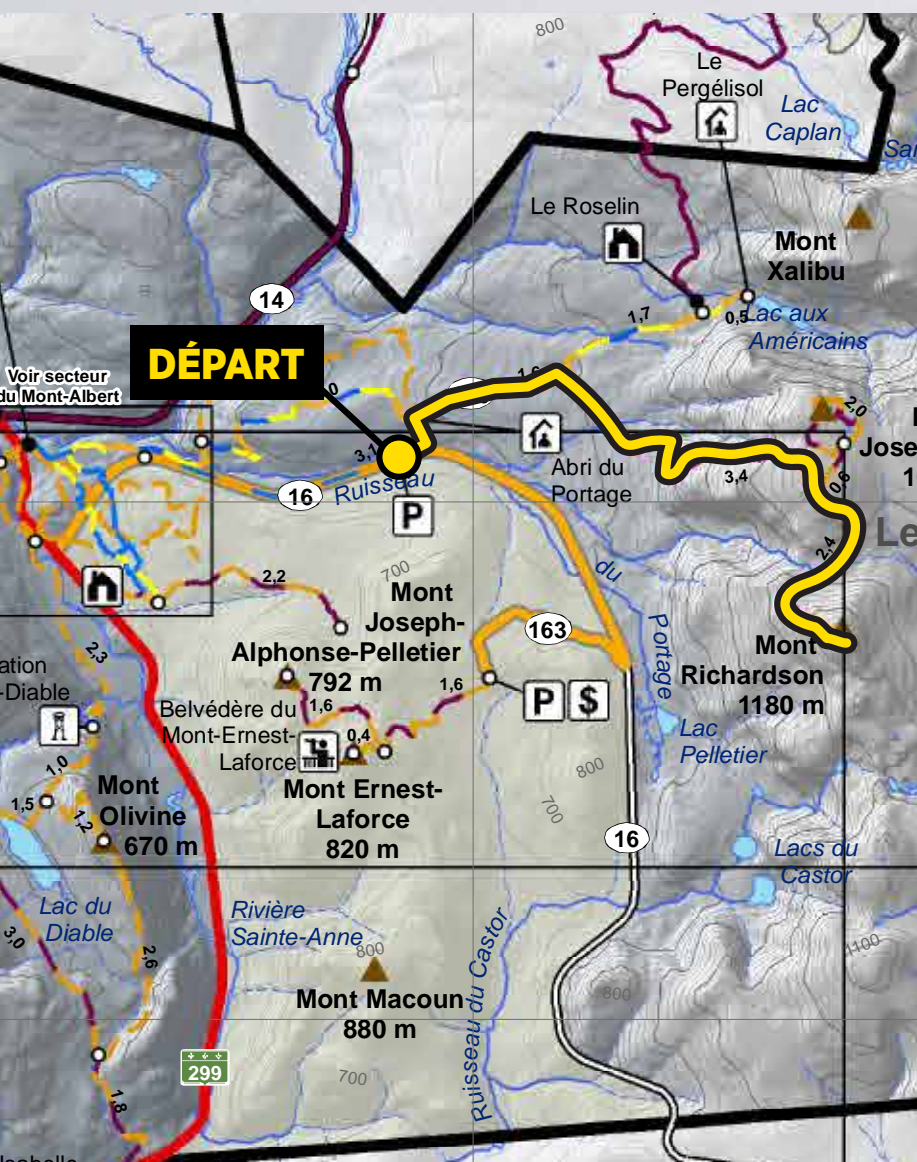 800
Le
Pergélisol
Lac
Caplan
Le Roselin
Mont
Xalibu
14
1,7
0,5
Lac aux
Américains
DÉPART
Voir secteur
du Mont-Albert
2,0
3,1
Abri du
Portage
3,4
0,6
16
Ruisseau
P
Le
2,4
700
du
2,2
Mont
Joseph-
Alphonse-Pelletier
792 m
163
Portage
Mont
Richardson
1180 m
2,3
-Diable
Belvédère du
Mont-Ernest-
Laforce
1,6
1,6
0,4
P $
Lac
Pelletier
1,0
800
Mont
Olivine
670 m
1,5
1,2
Mont Ernest-
Laforce
820 m
700
16
Lacs du
Castor
Lac du
Diable
3,0
2,6
Rivière
Sainte-Anne
800
Ruisseau du Castor
1100
Mont Macoun
880 m
800
299
700
1,8